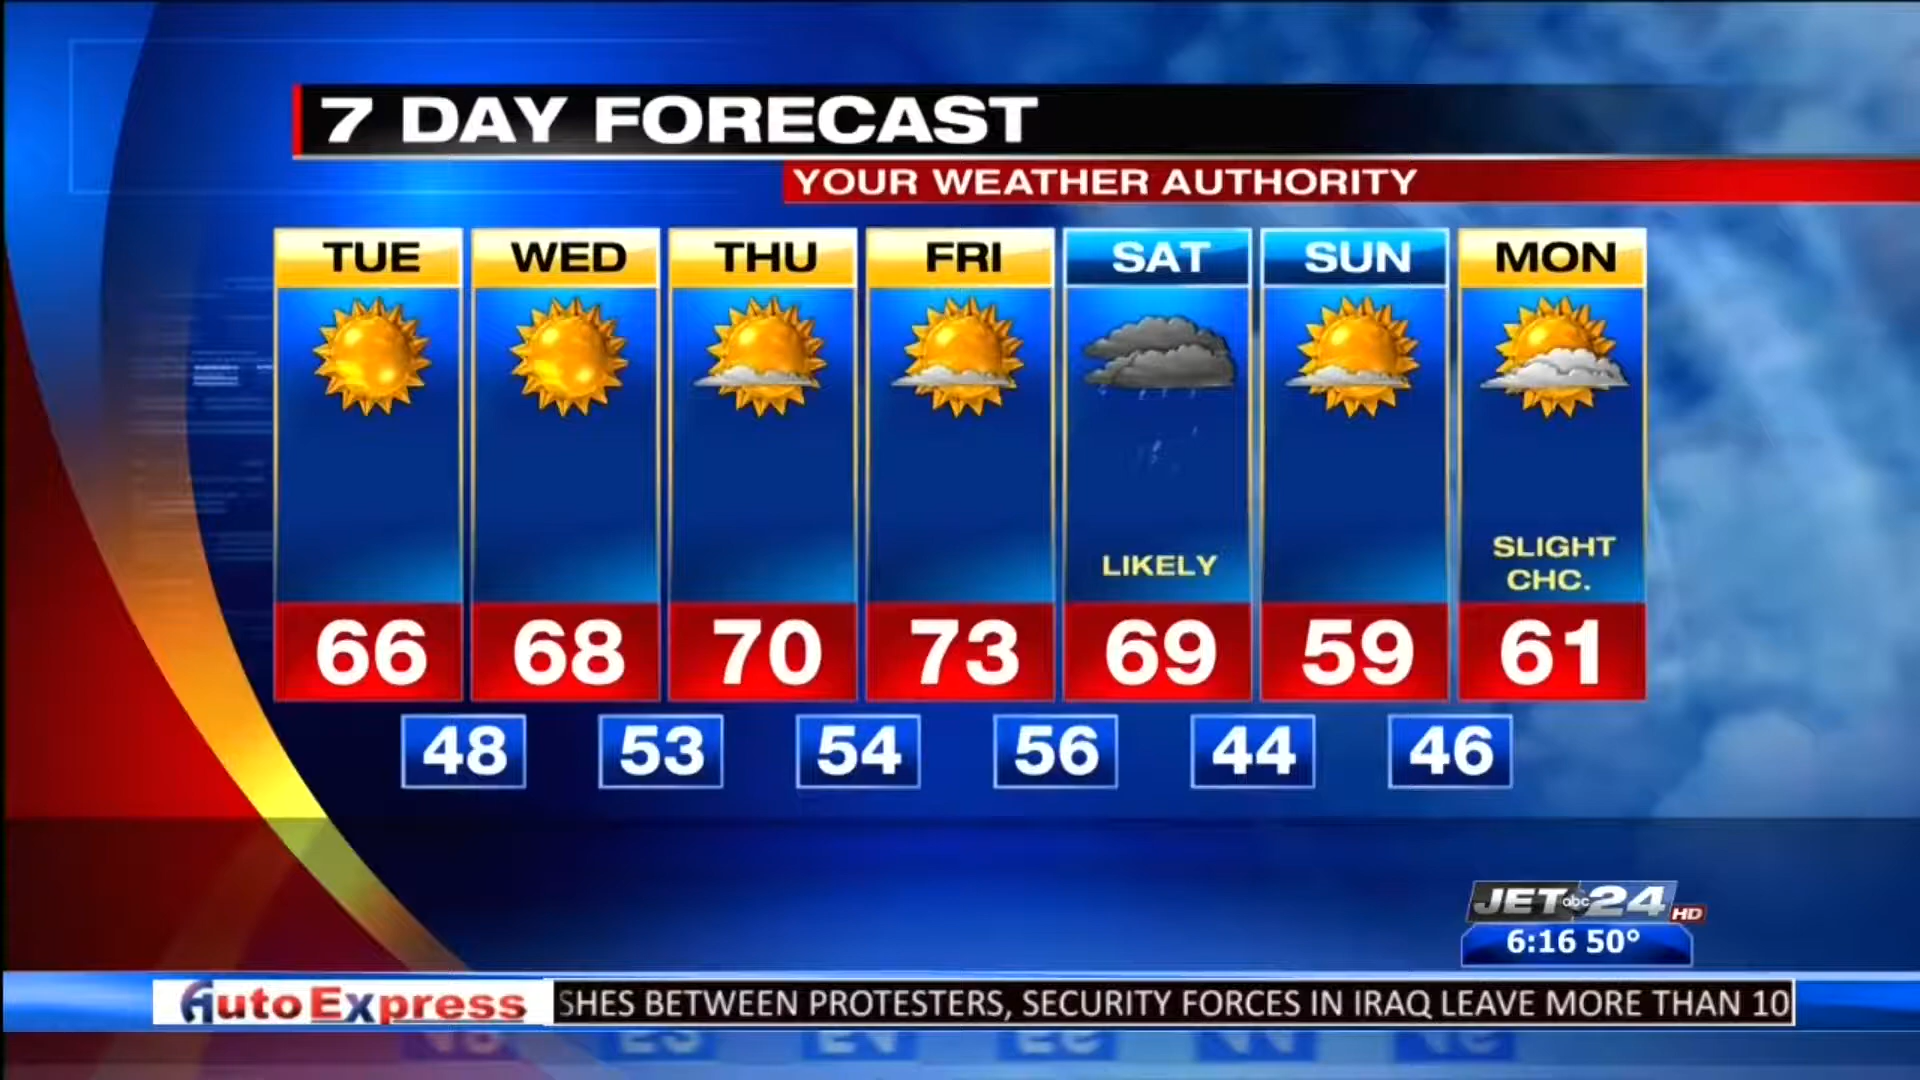 7 DAY FORECAST
YOUR WEATHER AUTHORITY
TUE WED THU FRI SAT SUN MON
LIKELY
SLIGHT
CHC.
66 68 70 73 69 59 61
48 53 54 56 44 46
JET abc 24 HD
6:16 50°
AutoExpress
SHES BETWEEN PROTESTERS, SECURITY FORCES IN IRAQ LEAVE MORE THAN 10